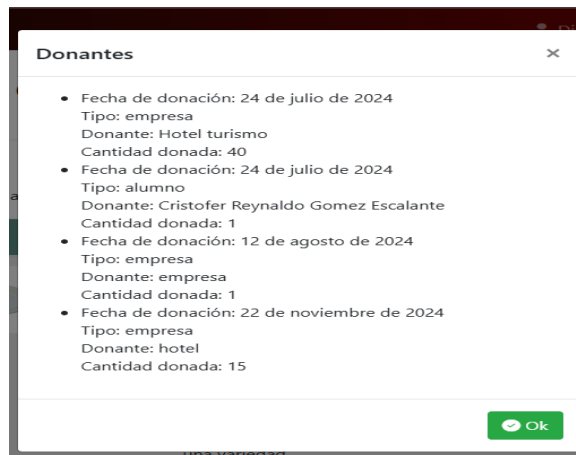 Donantes ×
• Fecha de donación: 24 de julio de 2024
Tipo: empresa
Donante: Hotel turismo
Cantidad donada: 40
• Fecha de donación: 24 de julio de 2024
Tipo: alumno
Donante: Cristofer Reynaldo Gomez Escalante
Cantidad donada: 1
• Fecha de donación: 12 de agosto de 2024
Tipo: empresa
Donante: empresa
Cantidad donada: 1
• Fecha de donación: 22 de noviembre de 2024
Tipo: empresa
Donante: hotel
Cantidad donada: 15
Ok
una variedad